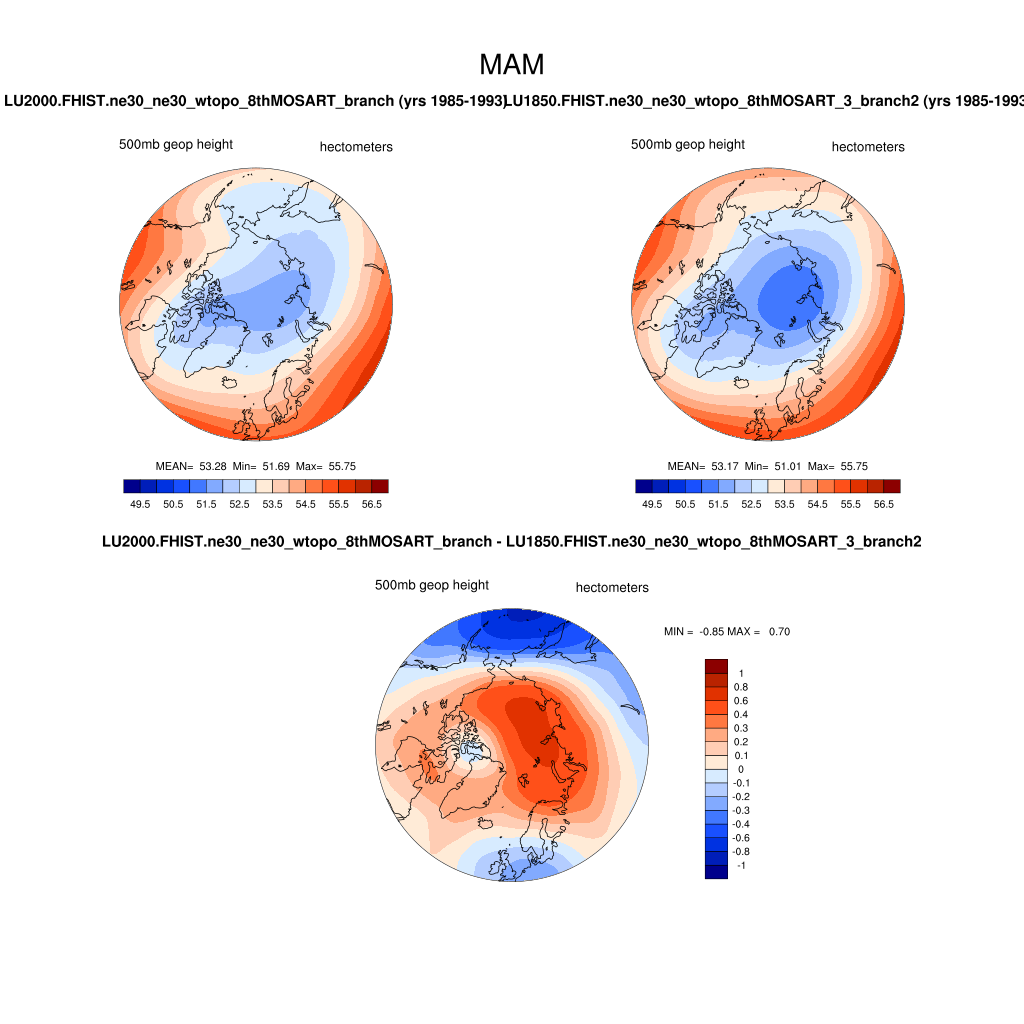 MAM
LU2000.FHIST.ne30_ne30_wtopo_8thMOSART_branch (yrs 1985-1993)
LU1850.FHIST.ne30_ne30_wtopo_8thMOSART_3_branch2 (yrs 1985-1993
500mb geop height hectometers
500mb geop height hectometers
MEAN= 53.28 Min= 51.69 Max= 55.75
MEAN= 53.17 Min= 51.01 Max= 55.75
49.5 50.5 51.5 52.5 53.5 54.5 55.5 56.5
49.5 50.5 51.5 52.5 53.5 54.5 55.5 56.5
LU2000.FHIST.ne30_ne30_wtopo_8thMOSART_branch - LU1850.FHIST.ne30_ne30_wtopo_8thMOSART_3_branch2
500mb geop height hectometers
MIN = -0.85 MAX = 0.70
1
0.8
0.6
0.4
0.3
0.2
0.1
0
-0.1
-0.2
-0.3
-0.4
-0.6
-0.8
-1